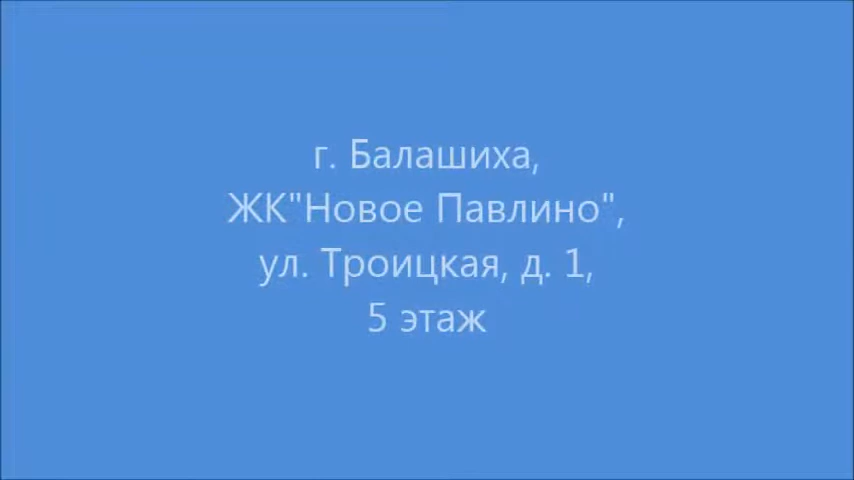 г. Балашиха,
ЖК"Новое Павлино",
ул. Троицкая, д. 1,
5 этаж